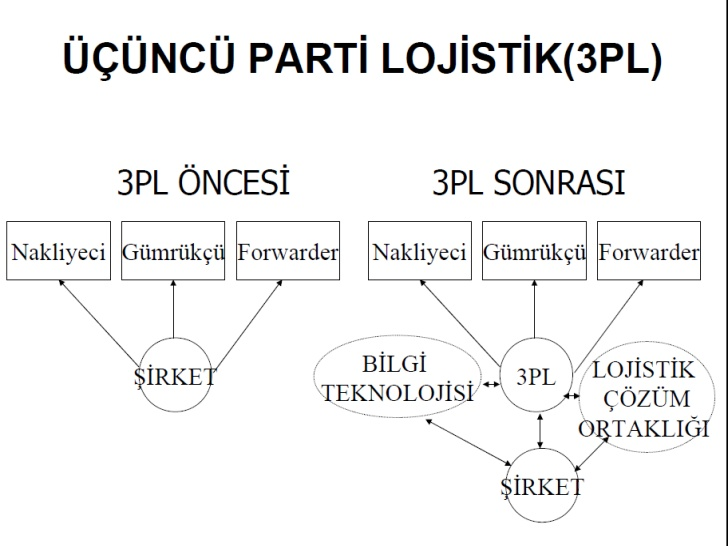 ÜÇÜNCÜ PARTİ LOJİSTİK(3PL)
3PL ÖNCESİ
3PL SONRASI
Nakliyeci
Gümrükçü
Forwarder
ŞİRKET
Nakliyeci
Gümrükçü
Forwarder
BİLGİ
TEKNOLOJİSİ
3PL
LOJİSTİK
ÇÖZÜM
ORTAKLIĞI
ŞİRKET